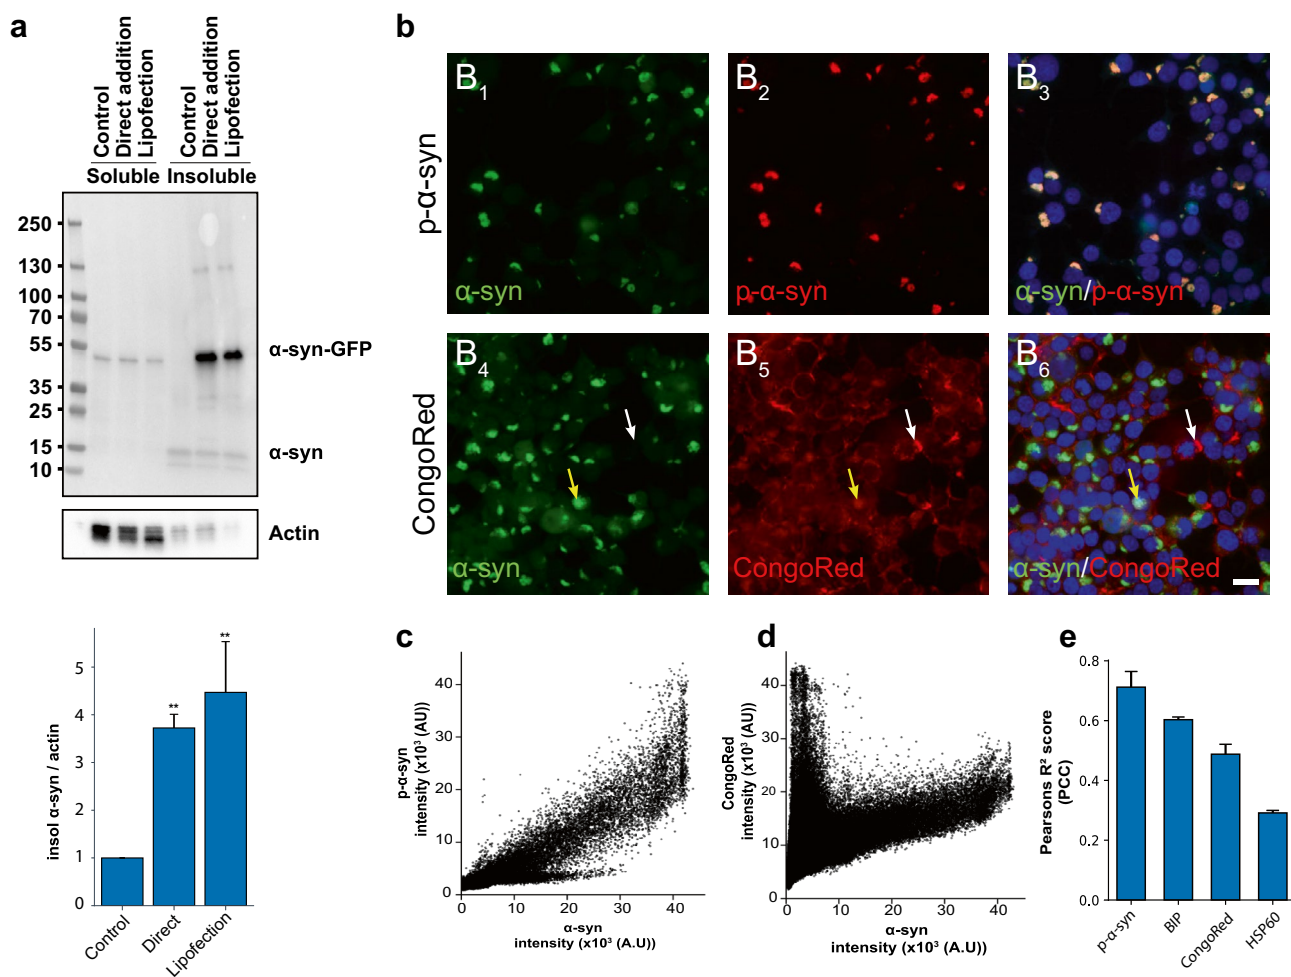 a
Control
Direct addition
Lipofection
Control
Direct addition
Lipofection
Soluble
Insoluble
250
130
100
70
55
35
25
15
10
α-syn-GFP
α-syn
Actin
insol α-syn / actin
5
4
3
2
1
0
**
**
Control
Direct
Lipofection
b
p-α-syn
B1
α-syn
B2
p-α-syn
B3
α-syn/p-α-syn
CongoRed
B4
α-syn
B5
CongoRed
B6
α-syn/CongoRed
c
p-α-syn
intensity (x10³ (AU))
40
30
20
10
0
0
10
20
30
40
α-syn
intensity (x10³ (A.U))
d
CongoRed
intensity (x10³ (AU))
40
30
20
10
0
0
10
20
30
40
α-syn
intensity (x10³ (A.U))
e
Pearsons R² score
(PCC)
0.8
0.6
0.4
0.2
0.0
p-α-syn
BIP
CongoRed
HSP60